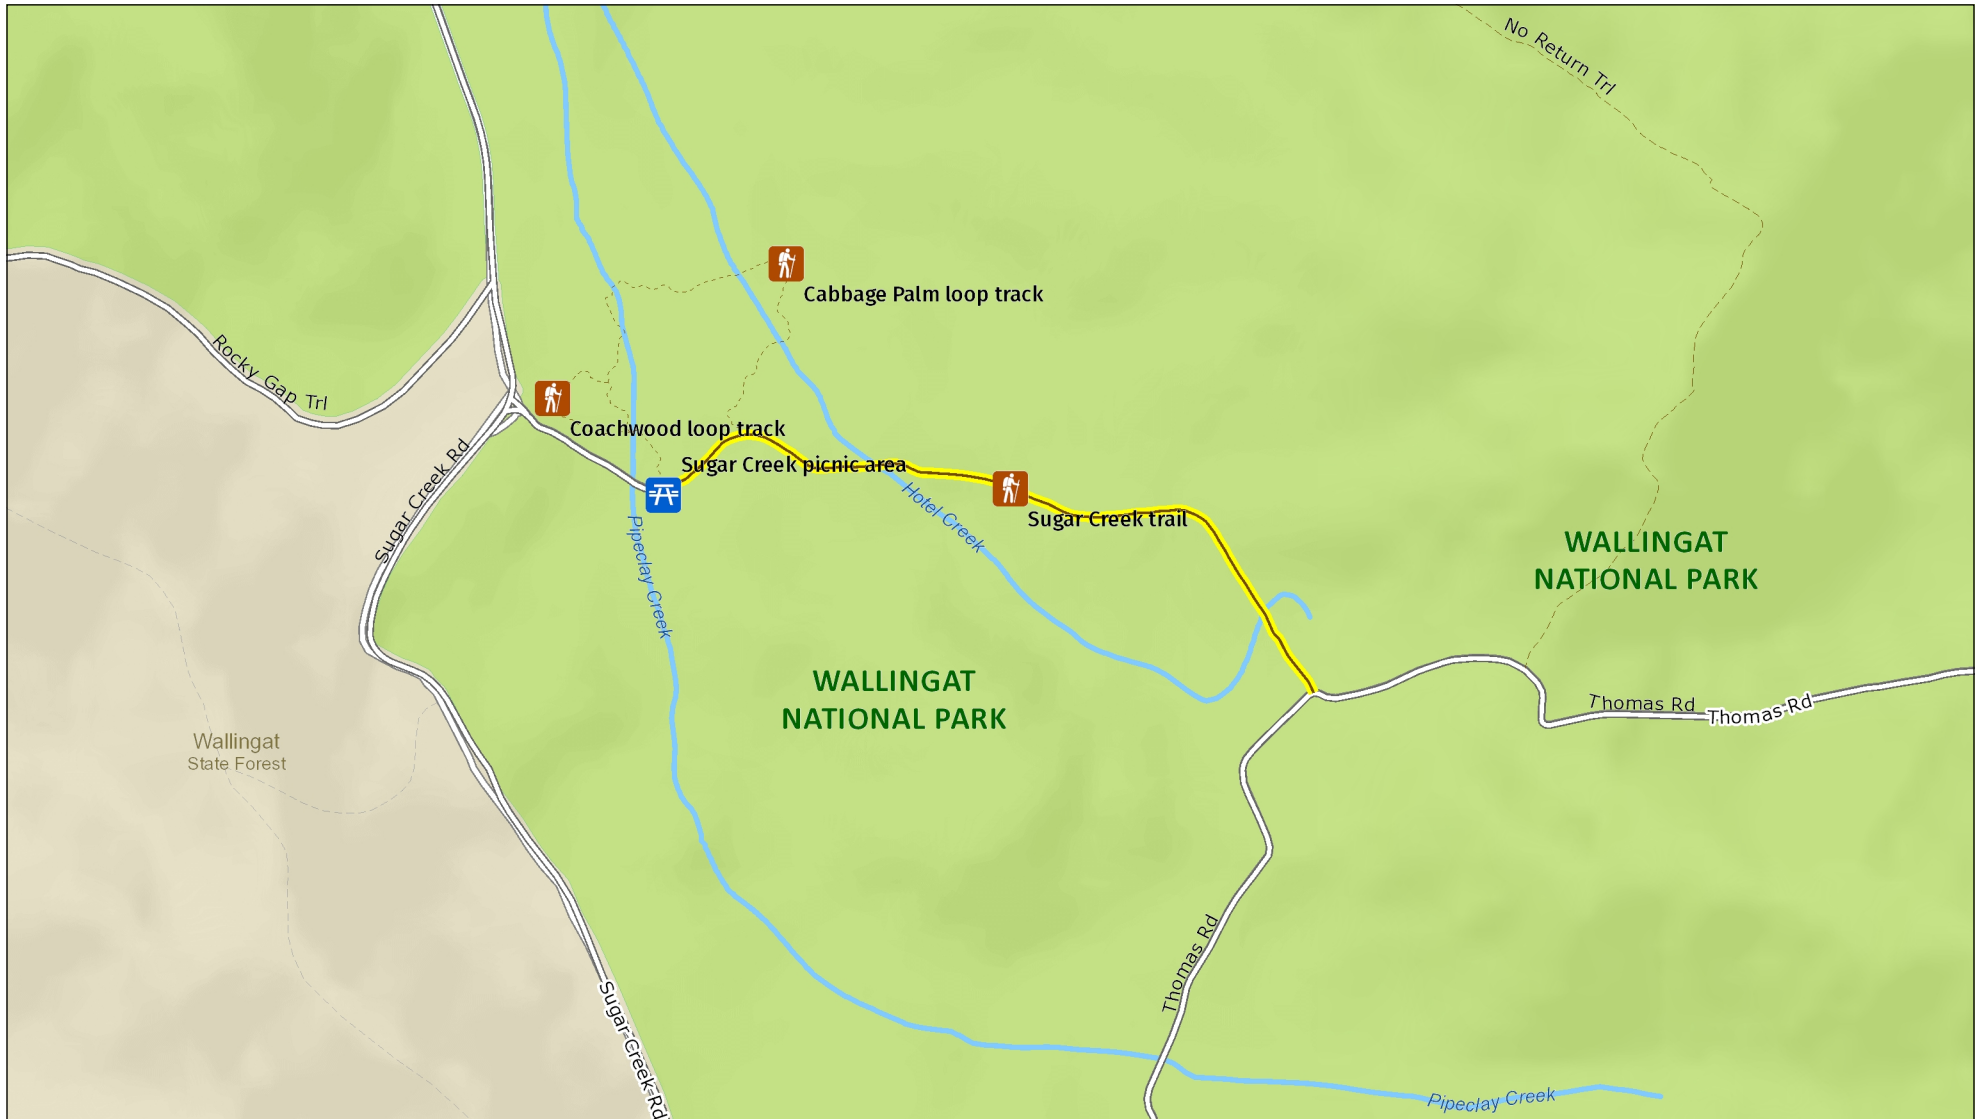 No Return Trl
Cabbage Palm loop track
Rocky Gap Trl
Coachwood loop track
Sugar Creek Rd
Sugar Creek picnic area
Hotel Creek
Sugar Creek trail
Pipeclay Creek
WALLINGAT
NATIONAL PARK
WALLINGAT
NATIONAL PARK
Thomas Rd
Thomas Rd
Wallingat
State Forest
Thomas Rd
Sugar Creek Rd
Pipeclay Creek